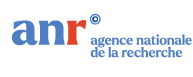 anr
agence nationale
de la recherche